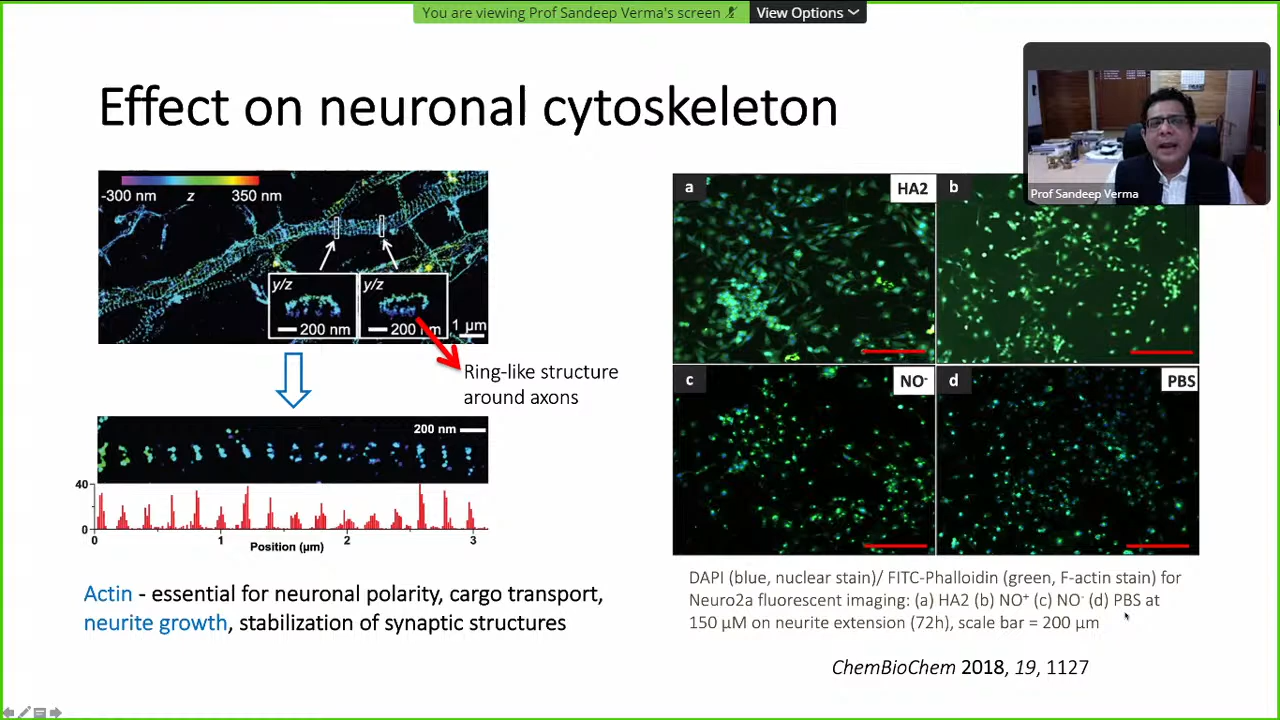 You are viewing Prof Sandeep Verma's screen
View Options
Effect on neuronal cytoskeleton
Prof Sandeep Verma
-300 nm z 350 nm
y/z
y/z
200 nm
200 nm
1 μm
Ring-like structure
around axons
200 nm
40
0
0 1 2 3
Position (μm)
Actin - essential for neuronal polarity, cargo transport,
neurite growth, stabilization of synaptic structures
a
HA2
b
c
NO-
d
PBS
DAPI (blue, nuclear stain)/ FITC-Phalloidin (green, F-actin stain) for
Neuro2a fluorescent imaging: (a) HA2 (b) NO⁺ (c) NO⁻ (d) PBS at
150 μM on neurite extension (72h), scale bar = 200 μm
ChemBioChem 2018, 19, 1127